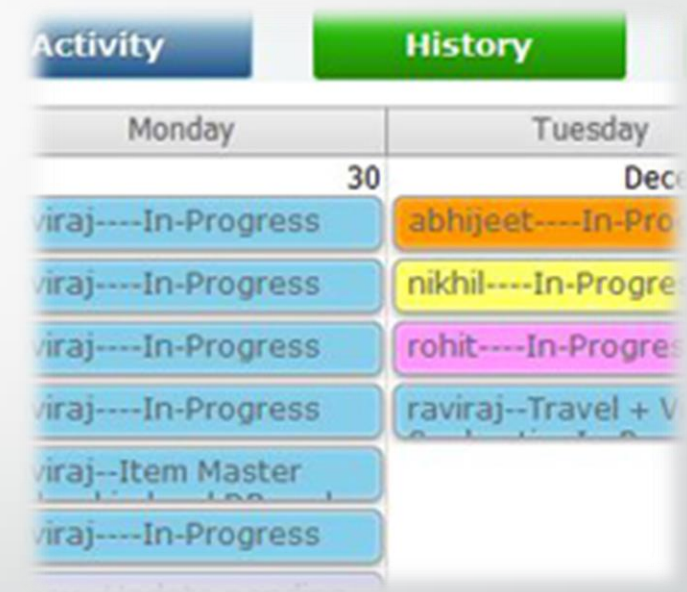 Activity
History
Monday
Tuesday
30
viraj----In-Progress
abhijeet----In-Pro
viraj----In-Progress
nikhil----In-Progre
viraj----In-Progress
rohit----In-Progres
viraj----In-Progress
raviraj--Travel + 
viraj--Item Master
viraj----In-Progress